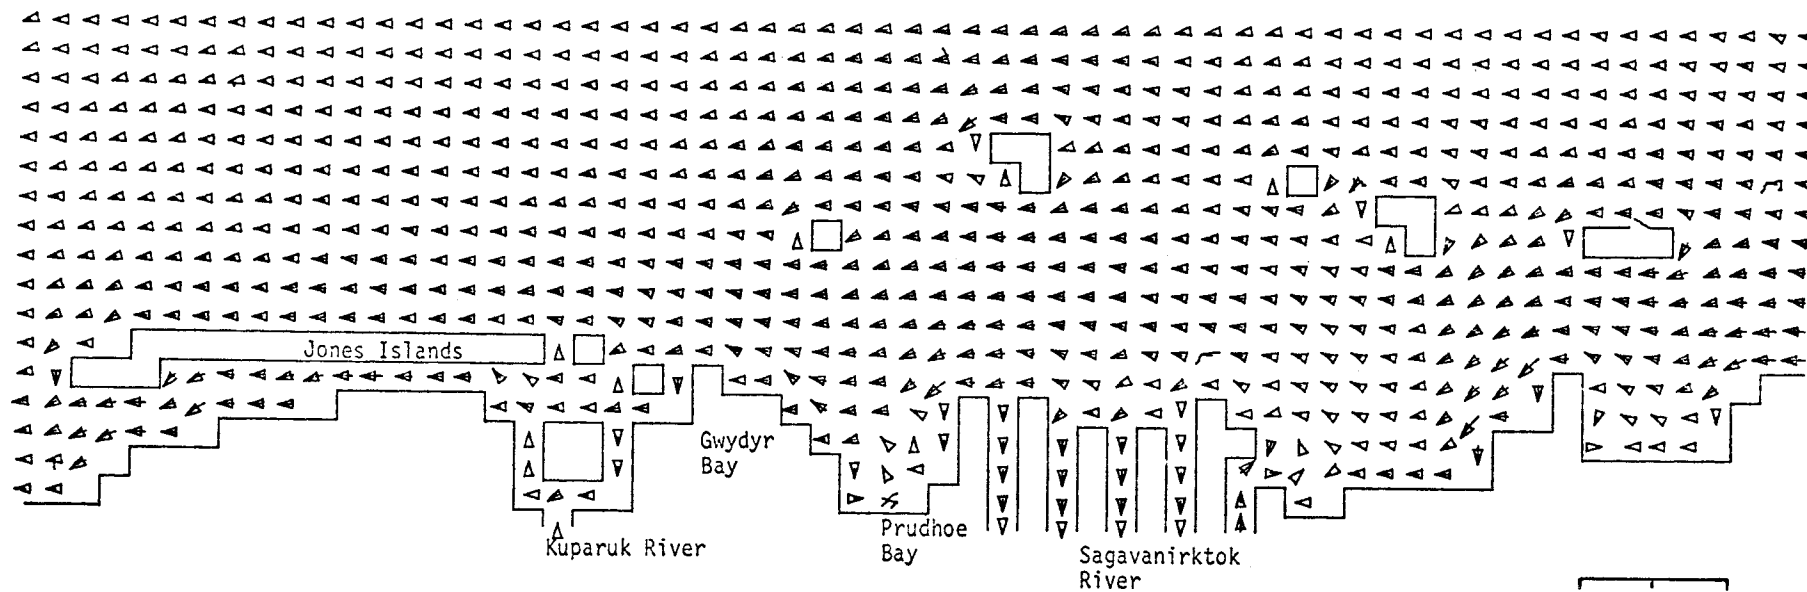 Jones Islands
Gwydyr
Bay
Kuparuk River
Prudhoe
Bay
Sagavanirktok
River